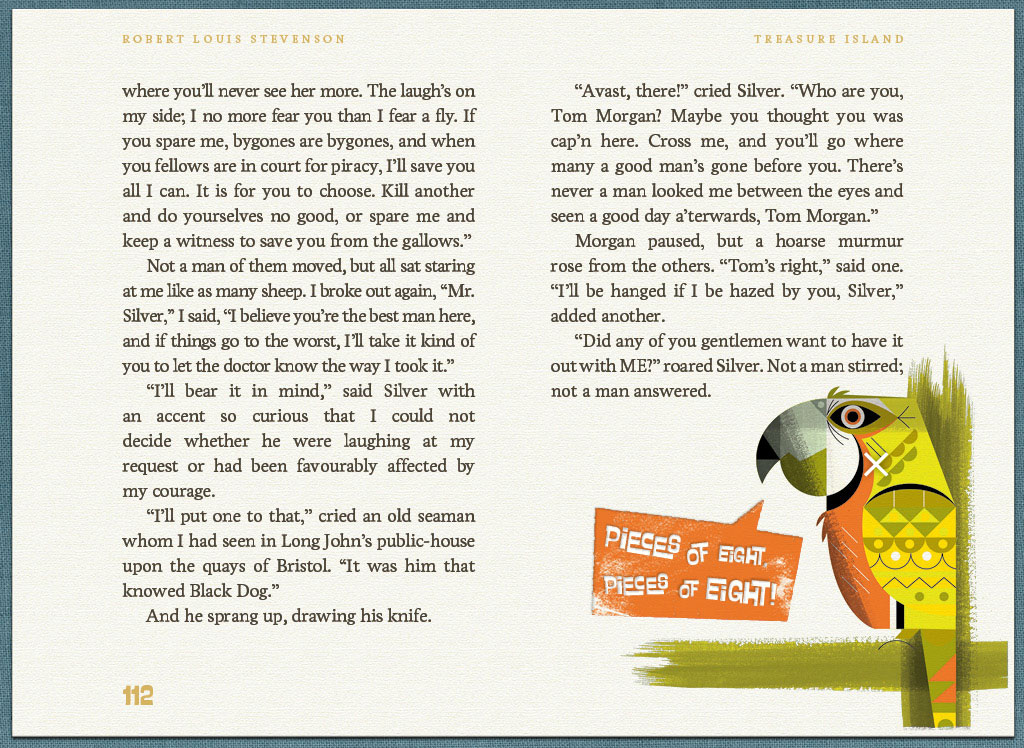 ROBERT LOUIS STEVENSON
TREASURE ISLAND
where you’ll never see her more. The laugh’s on
my side; I no more fear you than I fear a fly. If
you spare me, bygones are bygones, and when
you fellows are in court for piracy, I’ll save you
all I can. It is for you to choose. Kill another
and do yourselves no good, or spare me and
keep a witness to save you from the gallows.”
Not a man of them moved, but all sat staring
at me like as many sheep. I broke out again, “Mr.
Silver,” I said, “I believe you’re the best man here,
and if things go to the worst, I’ll take it kind of
you to let the doctor know the way I took it.”
“I’ll bear it in mind,” said Silver with
an accent so curious that I could not
decide whether he were laughing at my
request or had been favourably affected by
my courage.
“I’ll put one to that,” cried an old seaman
whom I had seen in Long John’s public-house
upon the quays of Bristol. “It was him that
knowed Black Dog.”
And he sprang up, drawing his knife.
112
“Avast, there!” cried Silver. “Who are you,
Tom Morgan? Maybe you thought you was
cap’n here. Cross me, and you’ll go where
many a good man’s gone before you. There’s
never a man looked me between the eyes and
seen a good day a’terwards, Tom Morgan.”
Morgan paused, but a hoarse murmur
rose from the others. “Tom’s right,” said one.
“I’ll be hanged if I be hazed by you, Silver,”
added another.
“Did any of you gentlemen want to have it
out with ME?” roared Silver. Not a man stirred;
not a man answered.
PIECES OF EIGHT,
PIECES OF EIGHT!